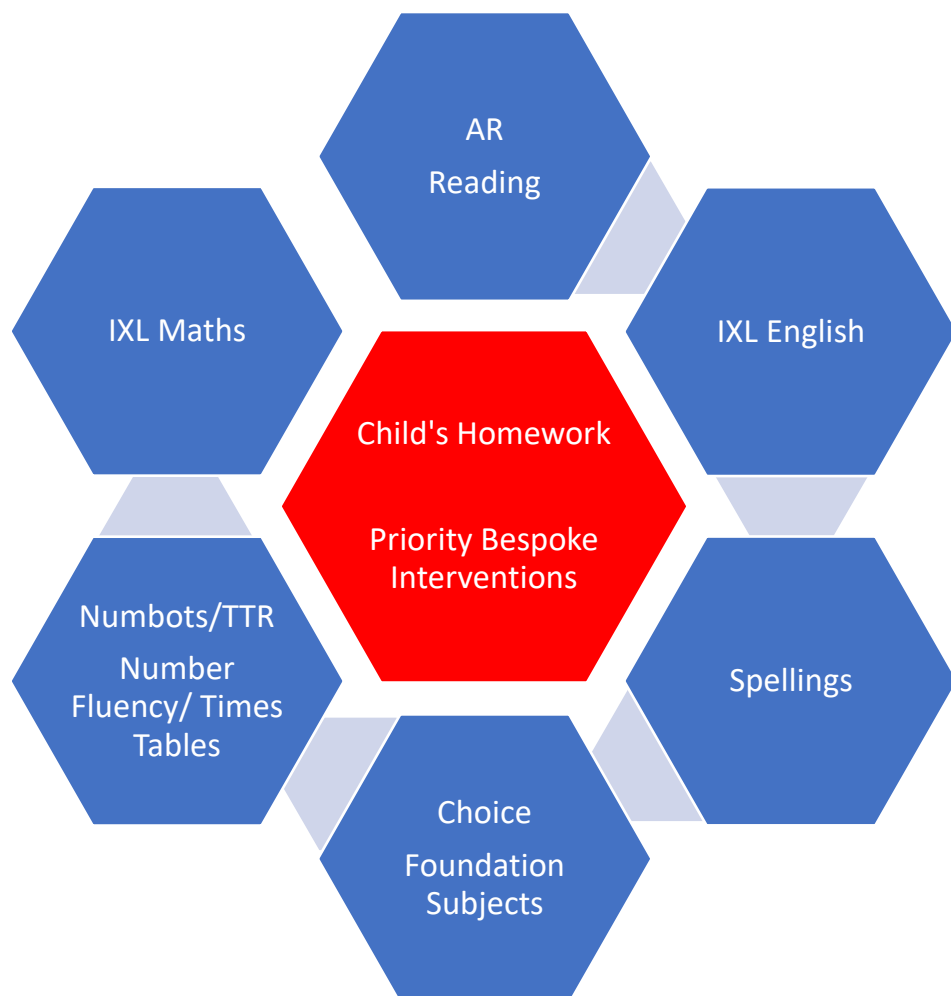 AR
Reading
IXL English
Spellings
Choice
Foundation
Subjects
Numbots/TTR
Number
Fluency/ Times
Tables
IXL Maths
Child's Homework
Priority Bespoke
Interventions